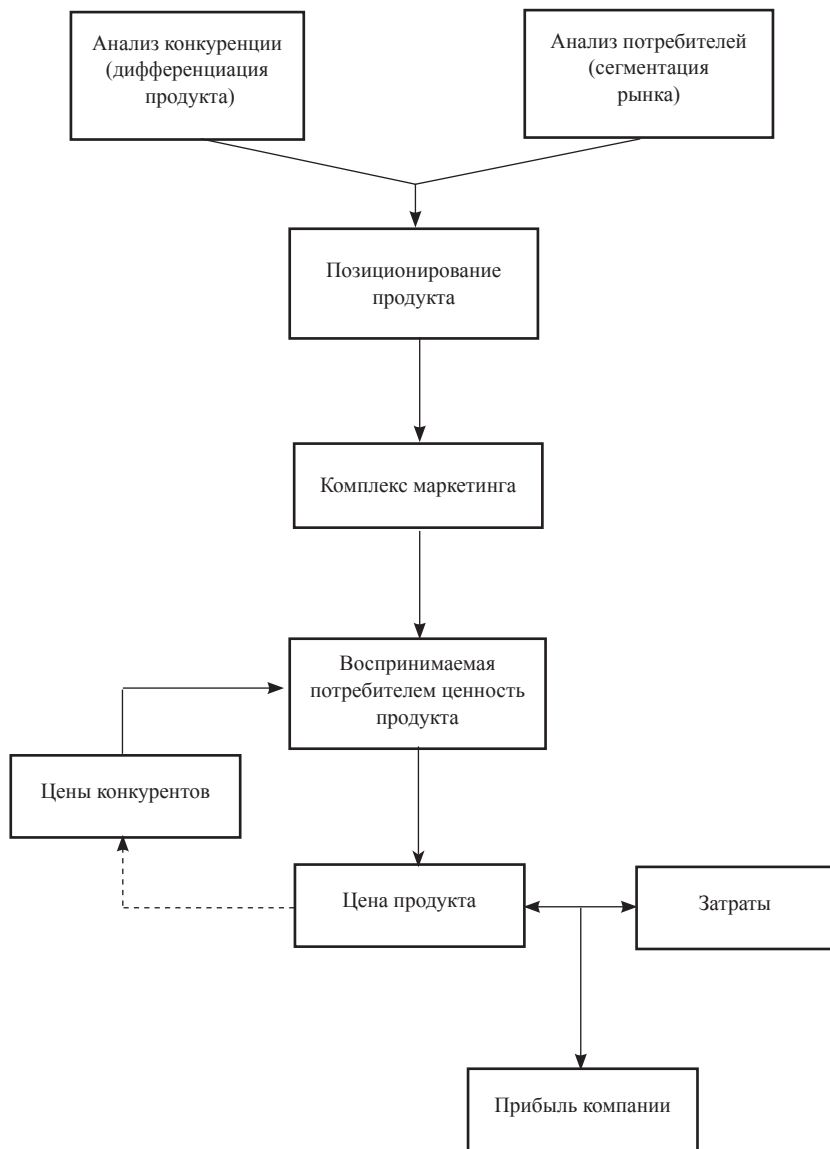 Анализ конкуренции
(дифференциация
продукта)
Анализ потребителей
(сегментация
рынка)
Позиционирование
продукта
Комплекс маркетинга
Воспринимаемая
потребителем ценность
продукта
Цены конкурентов
Цена продукта
Затраты
Прибыль компании